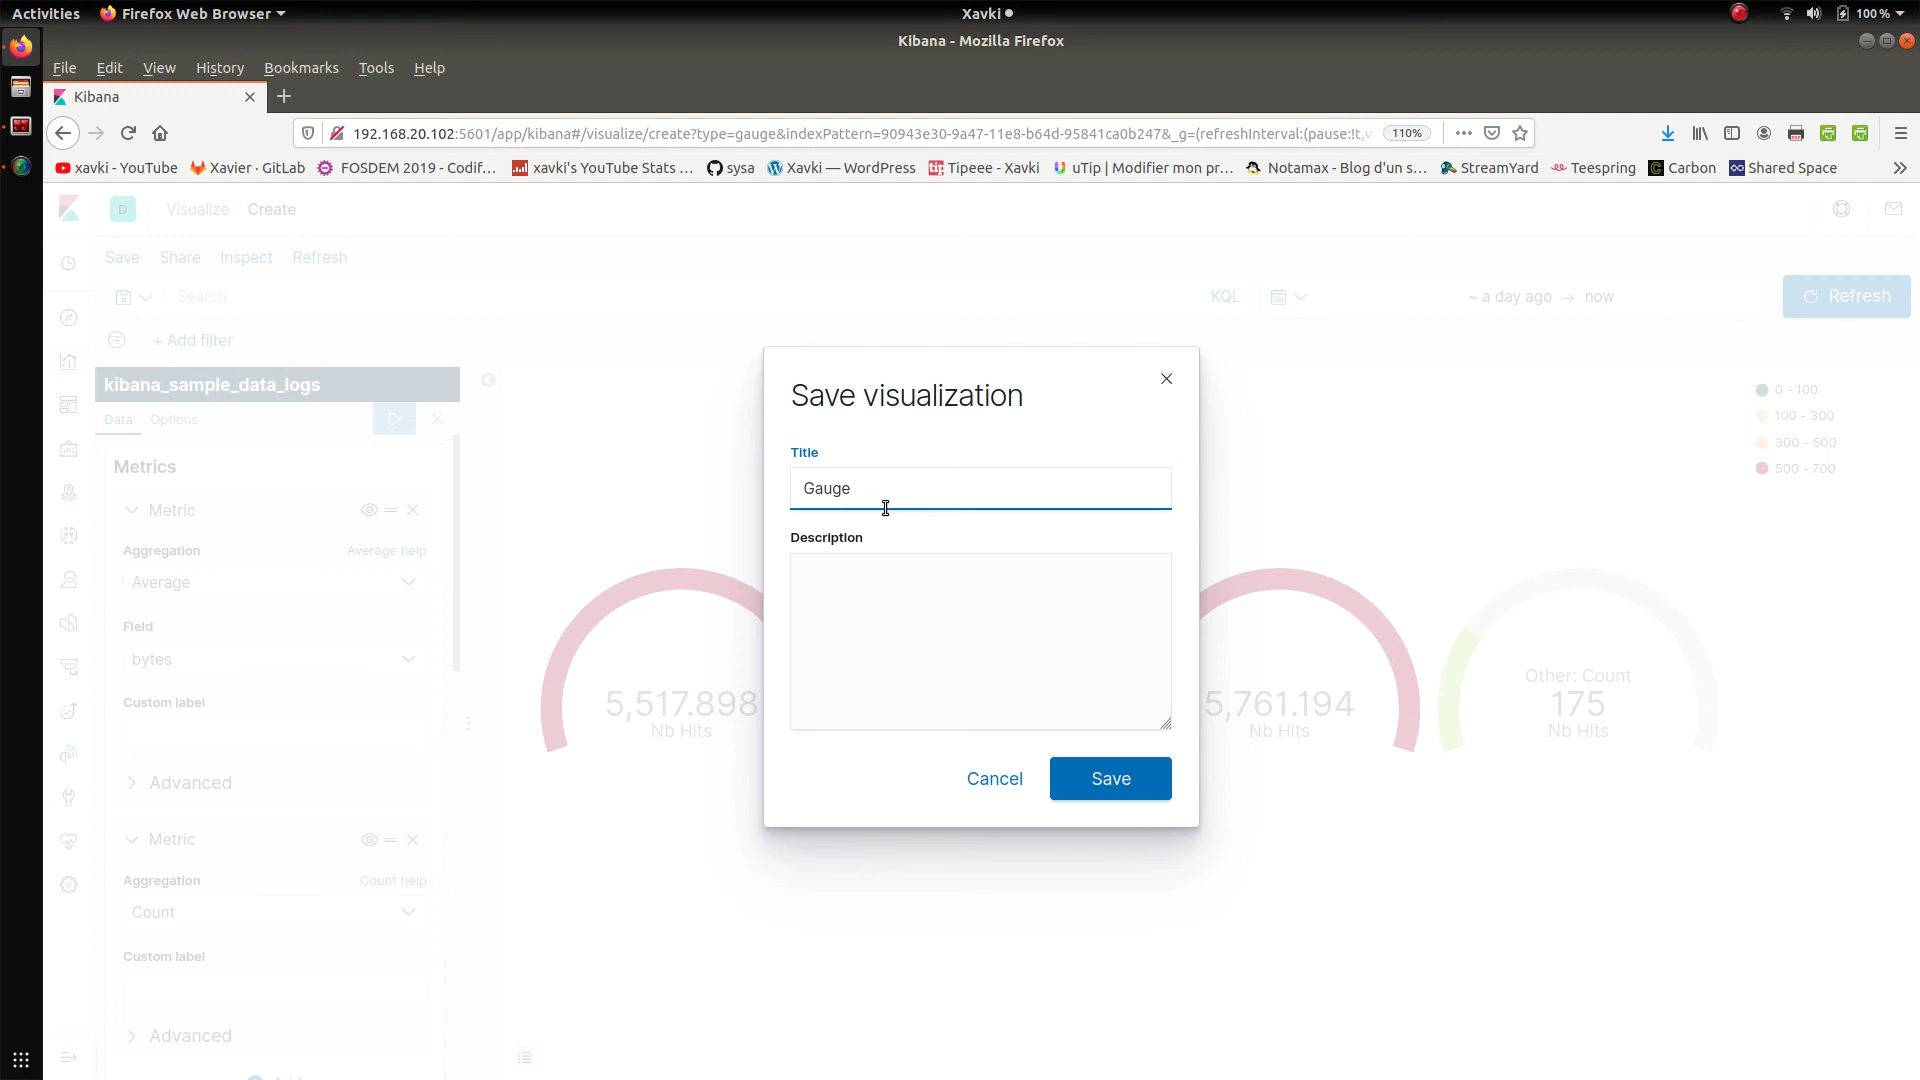 Activities Firefox Web Browser Xavki 100 %
Kibana - Mozilla Firefox
File Edit View History Bookmarks Tools Help
Kibana
192.168.20.102:5601/app/kibana#/visualize/create?type=gauge&indexPattern=90943e30-9a47-11e8-b64d-95841ca0b247&_g=(refreshInterval:(pause:!t,v 110%
xavki - YouTube Xavier · GitLab FOSDEM 2019 - Codif... xavki's YouTube Stats ... sysa Xavki — WordPress Tipeee - Xavki uTip | Modifier mon pr... Notamax - Blog d'un s... StreamYard Teespring Carbon Shared Space
D Visualize Create
Save Share Inspect Refresh
Search KQL ~ a day ago → now Refresh
+ Add filter
kibana_sample_data_logs
Data Options
Metrics
Metric
Aggregation Average help
Average
Field
bytes
Custom label
Advanced
Metric
Aggregation Count help
Count
Custom label
Advanced
Save visualization
Title
Gauge
Description
Cancel Save
0 - 100
100 - 300
300 - 500
500 - 700
5,517.898
Nb Hits
5,761.194
Nb Hits
Other: Count
175
Nb Hits